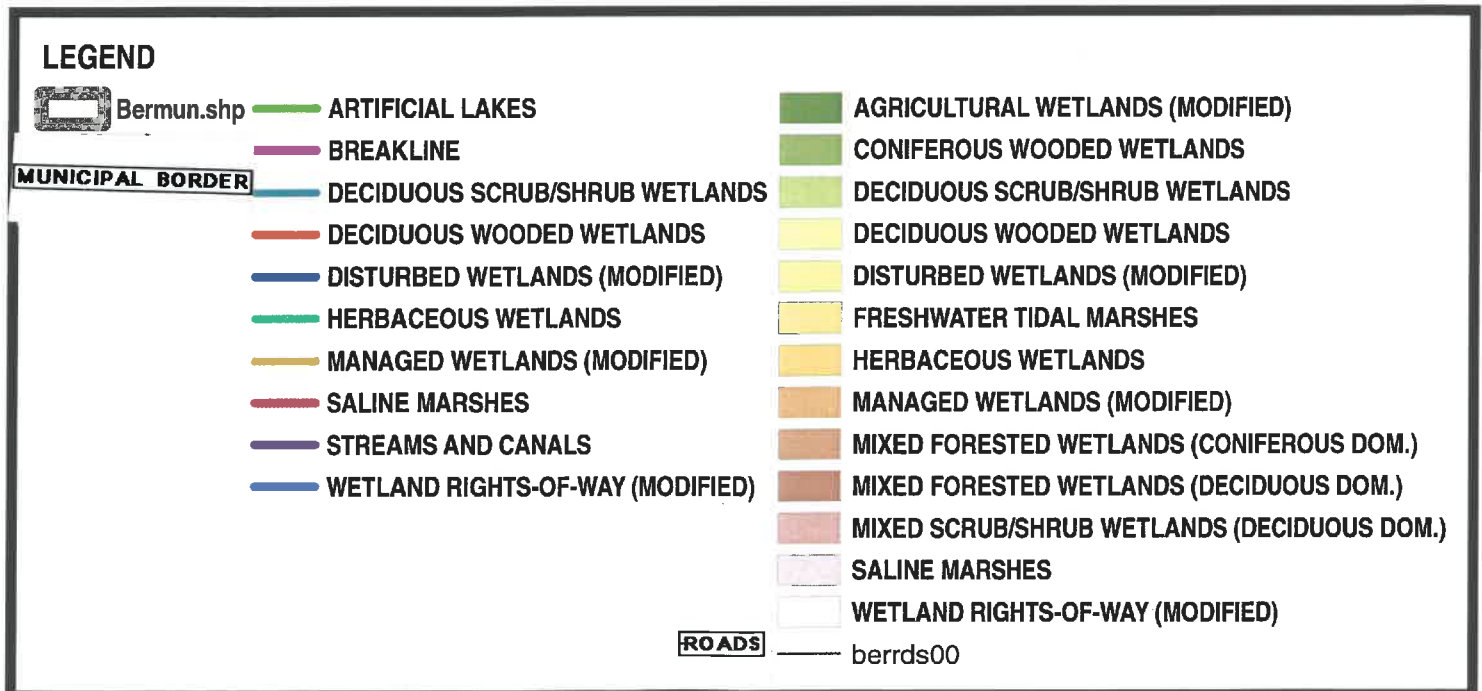 LEGEND
Bermun.shp
MUNICIPAL BORDER
ARTIFICIAL LAKES
BREAKLINE
DECIDUOUS SCRUB/SHRUB WETLANDS
DECIDUOUS WOODED WETLANDS
DISTURBED WETLANDS (MODIFIED)
HERBACEOUS WETLANDS
MANAGED WETLANDS (MODIFIED)
SALINE MARSHES
STREAMS AND CANALS
WETLAND RIGHTS-OF-WAY (MODIFIED)
AGRICULTURAL WETLANDS (MODIFIED)
CONIFEROUS WOODED WETLANDS
DECIDUOUS SCRUB/SHRUB WETLANDS
DECIDUOUS WOODED WETLANDS
DISTURBED WETLANDS (MODIFIED)
FRESHWATER TIDAL MARSHES
HERBACEOUS WETLANDS
MANAGED WETLANDS (MODIFIED)
MIXED FORESTED WETLANDS (CONIFEROUS DOM.)
MIXED FORESTED WETLANDS (DECIDUOUS DOM.)
MIXED SCRUB/SHRUB WETLANDS (DECIDUOUS DOM.)
SALINE MARSHES
WETLAND RIGHTS-OF-WAY (MODIFIED)
ROADS
berrds00